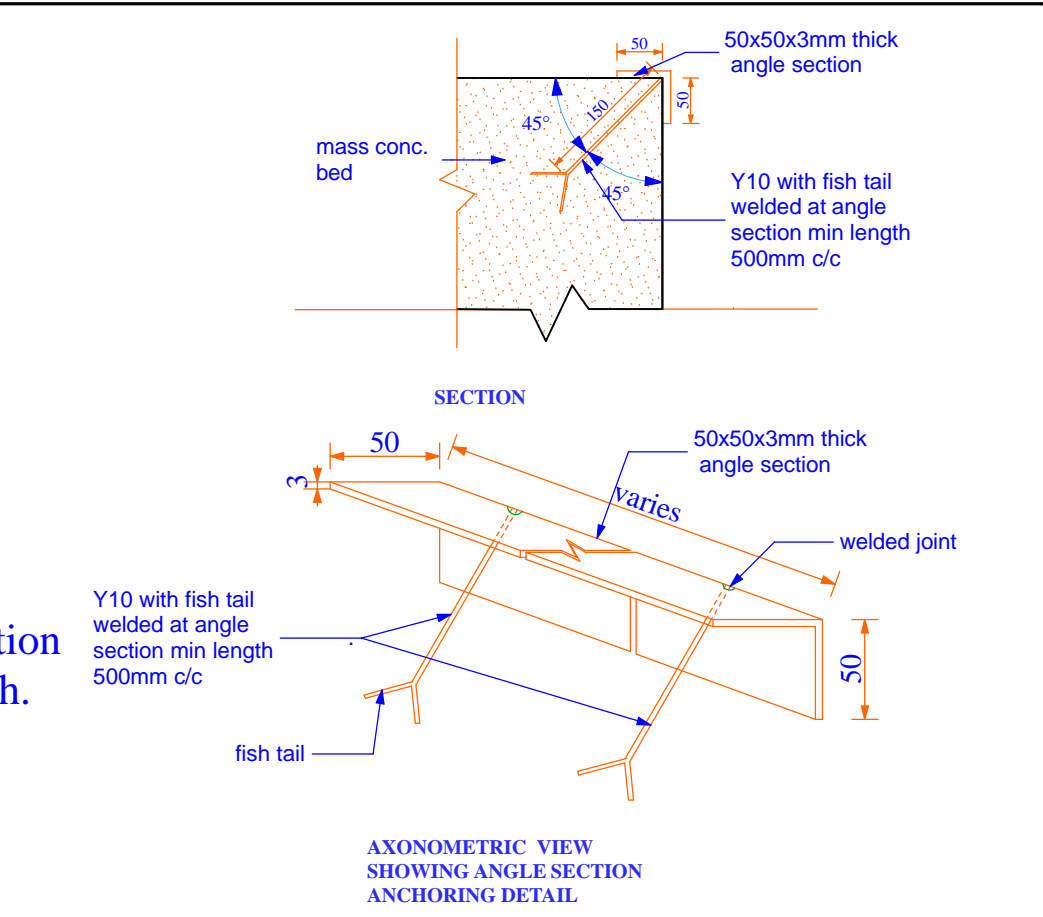 50
50x50x3mm thick
angle section
50
150
45°
mass conc.
bed
45°
Y10 with fish tail
welded at angle
section min length
500mm c/c
SECTION
50
50x50x3mm thick
angle section
3
varies
welded joint
Y10 with fish tail
welded at angle
section min length
500mm c/c
tion
h.
50
fish tail
AXONOMETRIC VIEW
SHOWING ANGLE SECTION
ANCHORING DETAIL